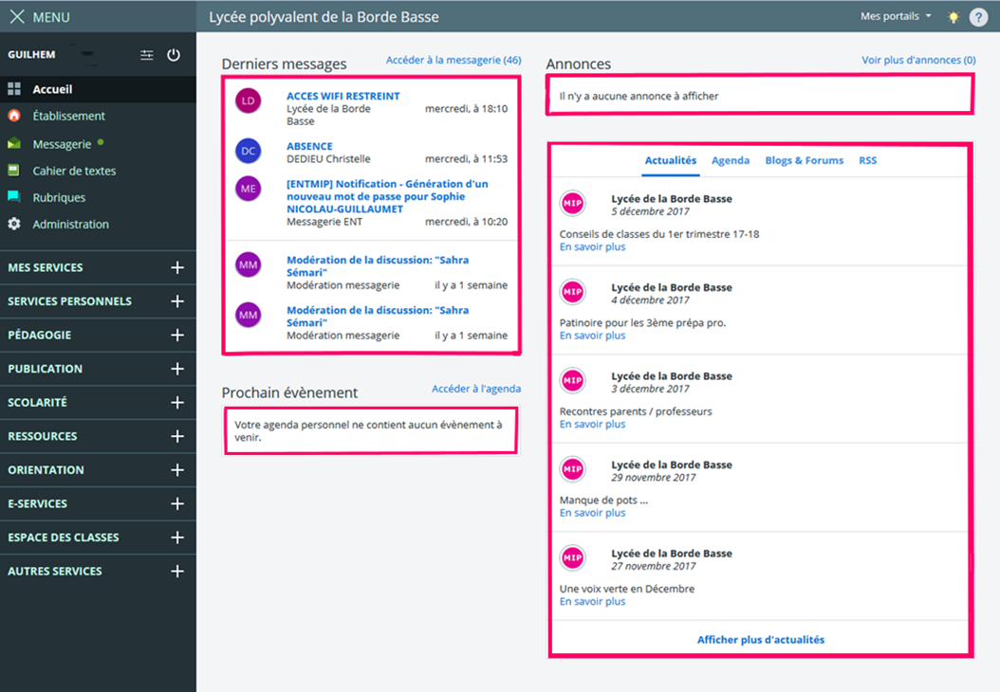 MENU
GUILHEM
Accueil
Établissement
Messagerie
Cahier de textes
Rubriques
Administration
MES SERVICES +
SERVICES PERSONNELS +
PÉDAGOGIE +
PUBLICATION +
SCOLARITÉ +
RESSOURCES +
ORIENTATION +
E-SERVICES +
ESPACE DES CLASSES +
AUTRES SERVICES +
Lycée polyvalent de la Borde Basse
Mes portails
?
Derniers messages
Accéder à la messagerie (46)
LD
ACCES WIFI RESTREINT
Lycée de la Borde
Basse
mercredi, à 18:10
DC
ABSENCE
DEDIEU Christelle
mercredi, à 11:53
ME
[ENTMIP] Notification - Génération d'un
nouveau mot de passe pour Sophie
NICOLAU-GUILLAUMET
Messagerie ENT
mercredi, à 10:20
MM
Modération de la discussion: "Sahra
Sémari"
Modération messagerie
il y a 1 semaine
MM
Modération de la discussion: "Sahra
Sémari"
Modération messagerie
il y a 1 semaine
Prochain évènement
Accéder à l'agenda
Votre agenda personnel ne contient aucun évènement à
venir.
Annonces
Voir plus d'annonces (0)
Il n'y a aucune annonce à afficher
Actualités
Agenda
Blogs & Forums
RSS
MIP
Lycée de la Borde Basse
5 décembre 2017
Conseils de classes du 1er trimestre 17-18
En savoir plus
MIP
Lycée de la Borde Basse
4 décembre 2017
Patinoire pour les 3ème prépa pro.
En savoir plus
MIP
Lycée de la Borde Basse
3 décembre 2017
Recontres parents / professeurs
En savoir plus
MIP
Lycée de la Borde Basse
29 novembre 2017
Manque de pots ...
En savoir plus
MIP
Lycée de la Borde Basse
27 novembre 2017
Une voix verte en Décembre
En savoir plus
Afficher plus d'actualités